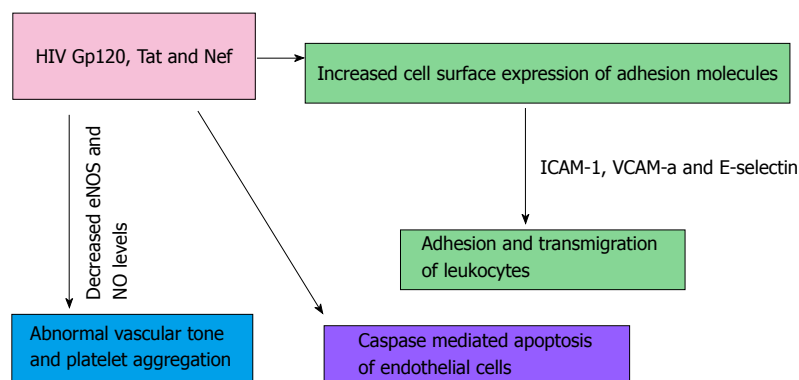 HIV Gp120, Tat and Nef
Increased cell surface expression of adhesion molecules
ICAM-1, VCAM-a and E-selectin
Decreased eNOS and
NO levels
Adhesion and transmigration
of leukocytes
Abnormal vascular tone
and platelet aggregation
Caspase mediated apoptosis
of endothelial cells